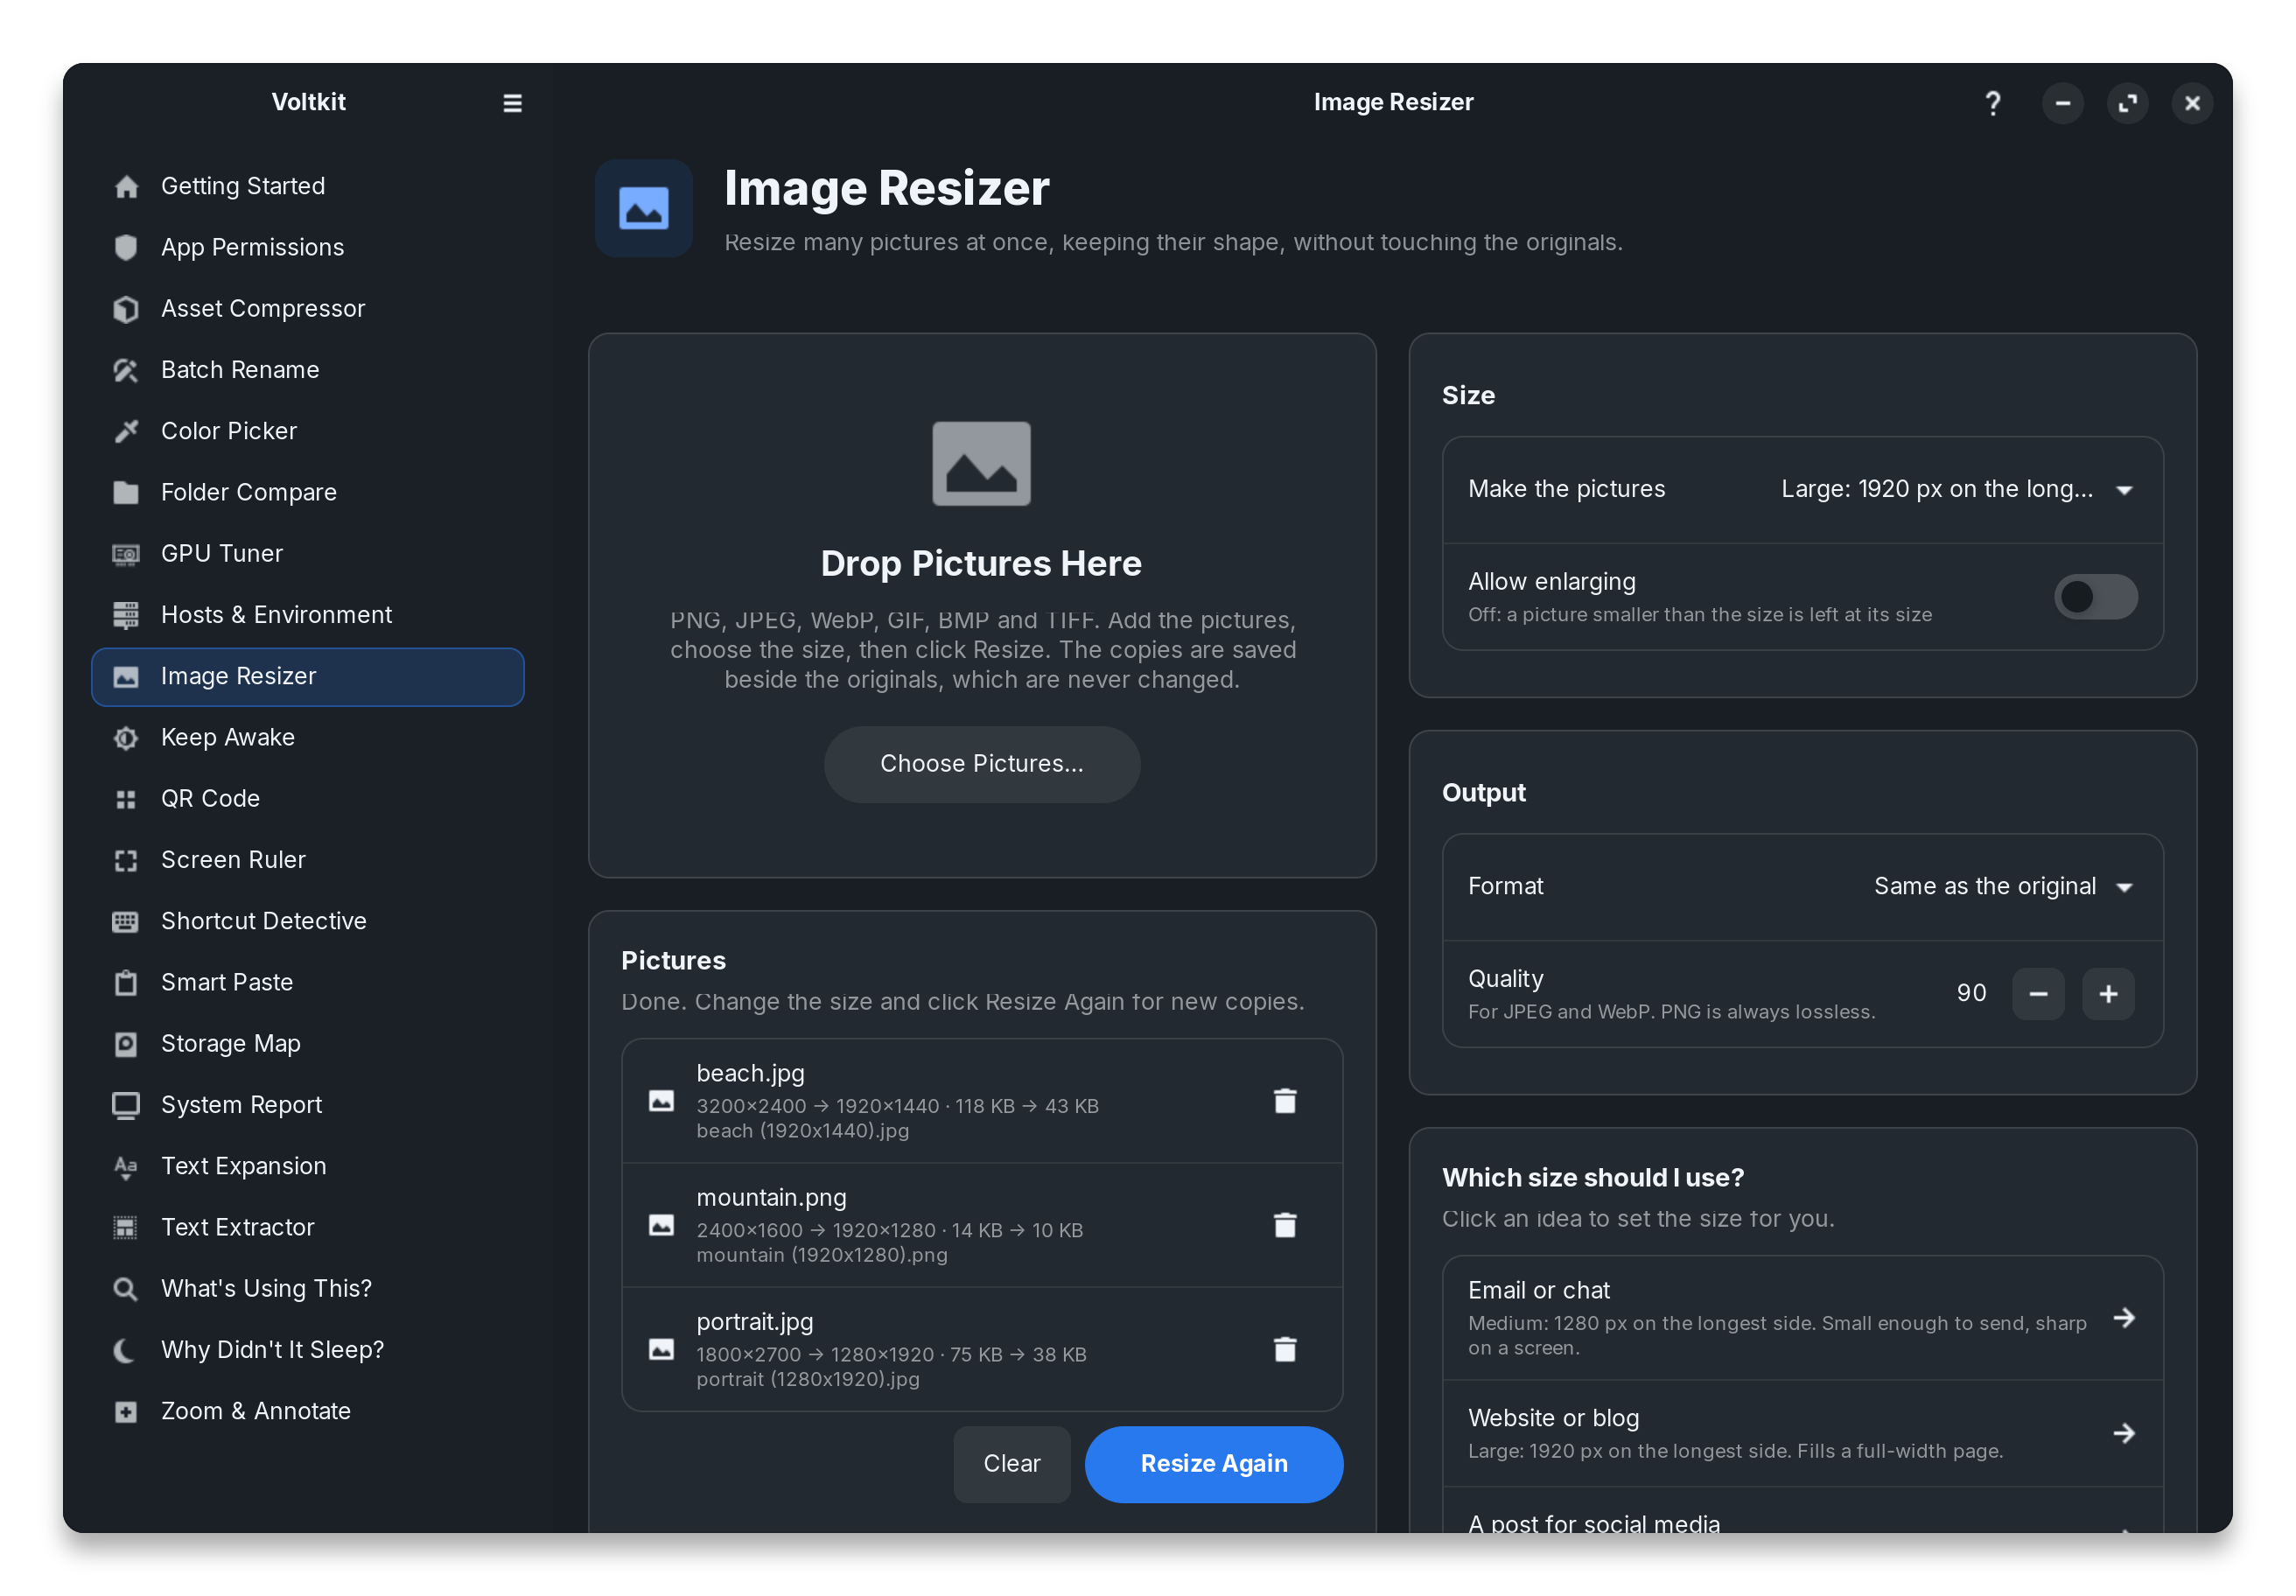 Voltkit
Getting Started
App Permissions
Asset Compressor
Batch Rename
Color Picker
Folder Compare
GPU Tuner
Hosts & Environment
Image Resizer
Keep Awake
QR Code
Screen Ruler
Shortcut Detective
Smart Paste
Storage Map
System Report
Text Expansion
Text Extractor
What's Using This?
Why Didn't It Sleep?
Zoom & Annotate
Image Resizer
?
Image Resizer
Resize many pictures at once, keeping their shape, without touching the originals.
Drop Pictures Here
PNG, JPEG, WebP, GIF, BMP and TIFF. Add the pictures,
choose the size, then click Resize. The copies are saved
beside the originals, which are never changed.
Choose Pictures...
Pictures
Done. Change the size and click Resize Again for new copies.
beach.jpg
3200×2400 → 1920×1440 · 118 KB → 43 KB
beach (1920x1440).jpg
mountain.png
2400×1600 → 1920×1280 · 14 KB → 10 KB
mountain (1920x1280).png
portrait.jpg
1800×2700 → 1280×1920 · 75 KB → 38 KB
portrait (1280x1920).jpg
Clear
Resize Again
Size
Make the pictures
Large: 1920 px on the long...
Allow enlarging
Off: a picture smaller than the size is left at its size
Output
Format
Same as the original
Quality
For JPEG and WebP. PNG is always lossless.
90
Which size should I use?
Click an idea to set the size for you.
Email or chat
Medium: 1280 px on the longest side. Small enough to send, sharp
on a screen.
Website or blog
Large: 1920 px on the longest side. Fills a full-width page.
A post for social media